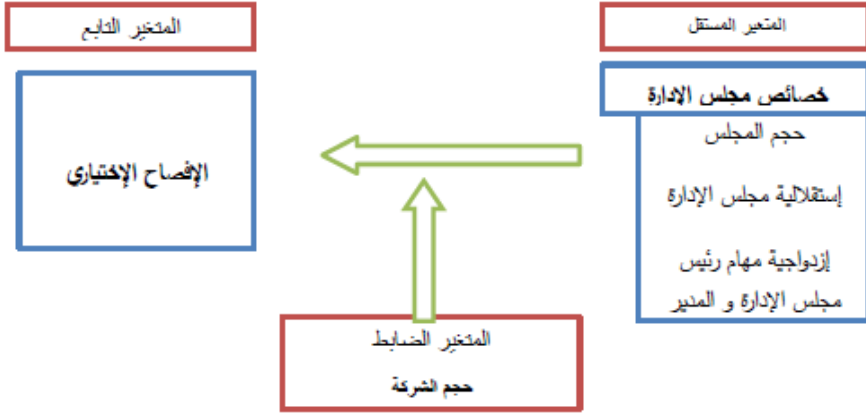 المتغير المستقل
المتغير التابع
خصائص مجلس الإدارة
حجم المجلس
إستقلالية مجلس الإدارة
إزدواجية مهام رئيس
مجلس الإدارة و المدير
الإفصاح الإختياري
المتغير الضابط
حجم الشركة